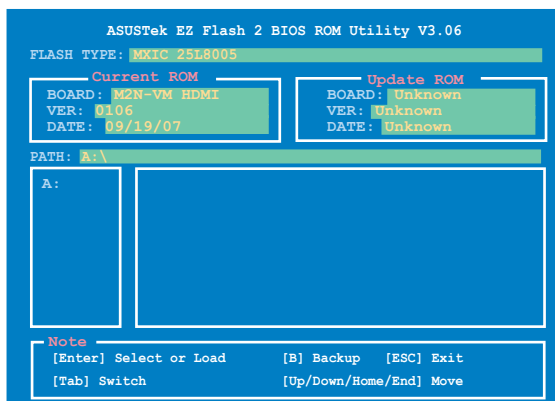 ASUSTek EZ Flash 2 BIOS ROM Utility V3.06
FLASH TYPE: MXIC 25L8005
Current ROM
BOARD: M2N-VM HDMI
VER: 0106
DATE: 09/19/07
Update ROM
BOARD: Unknown
VER: Unknown
DATE: Unknown
PATH: A:\
A:
Note
[Enter] Select or Load [B] Backup [ESC] Exit
[Tab] Switch [Up/Down/Home/End] Move